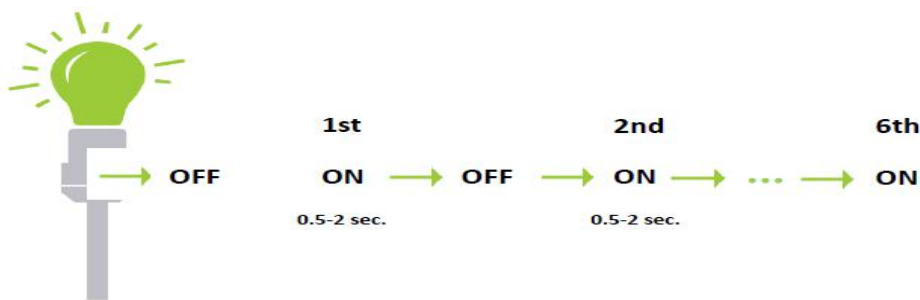 1st 2nd 6th
OFF ON OFF ON ... ON
0.5-2 sec. 0.5-2 sec.